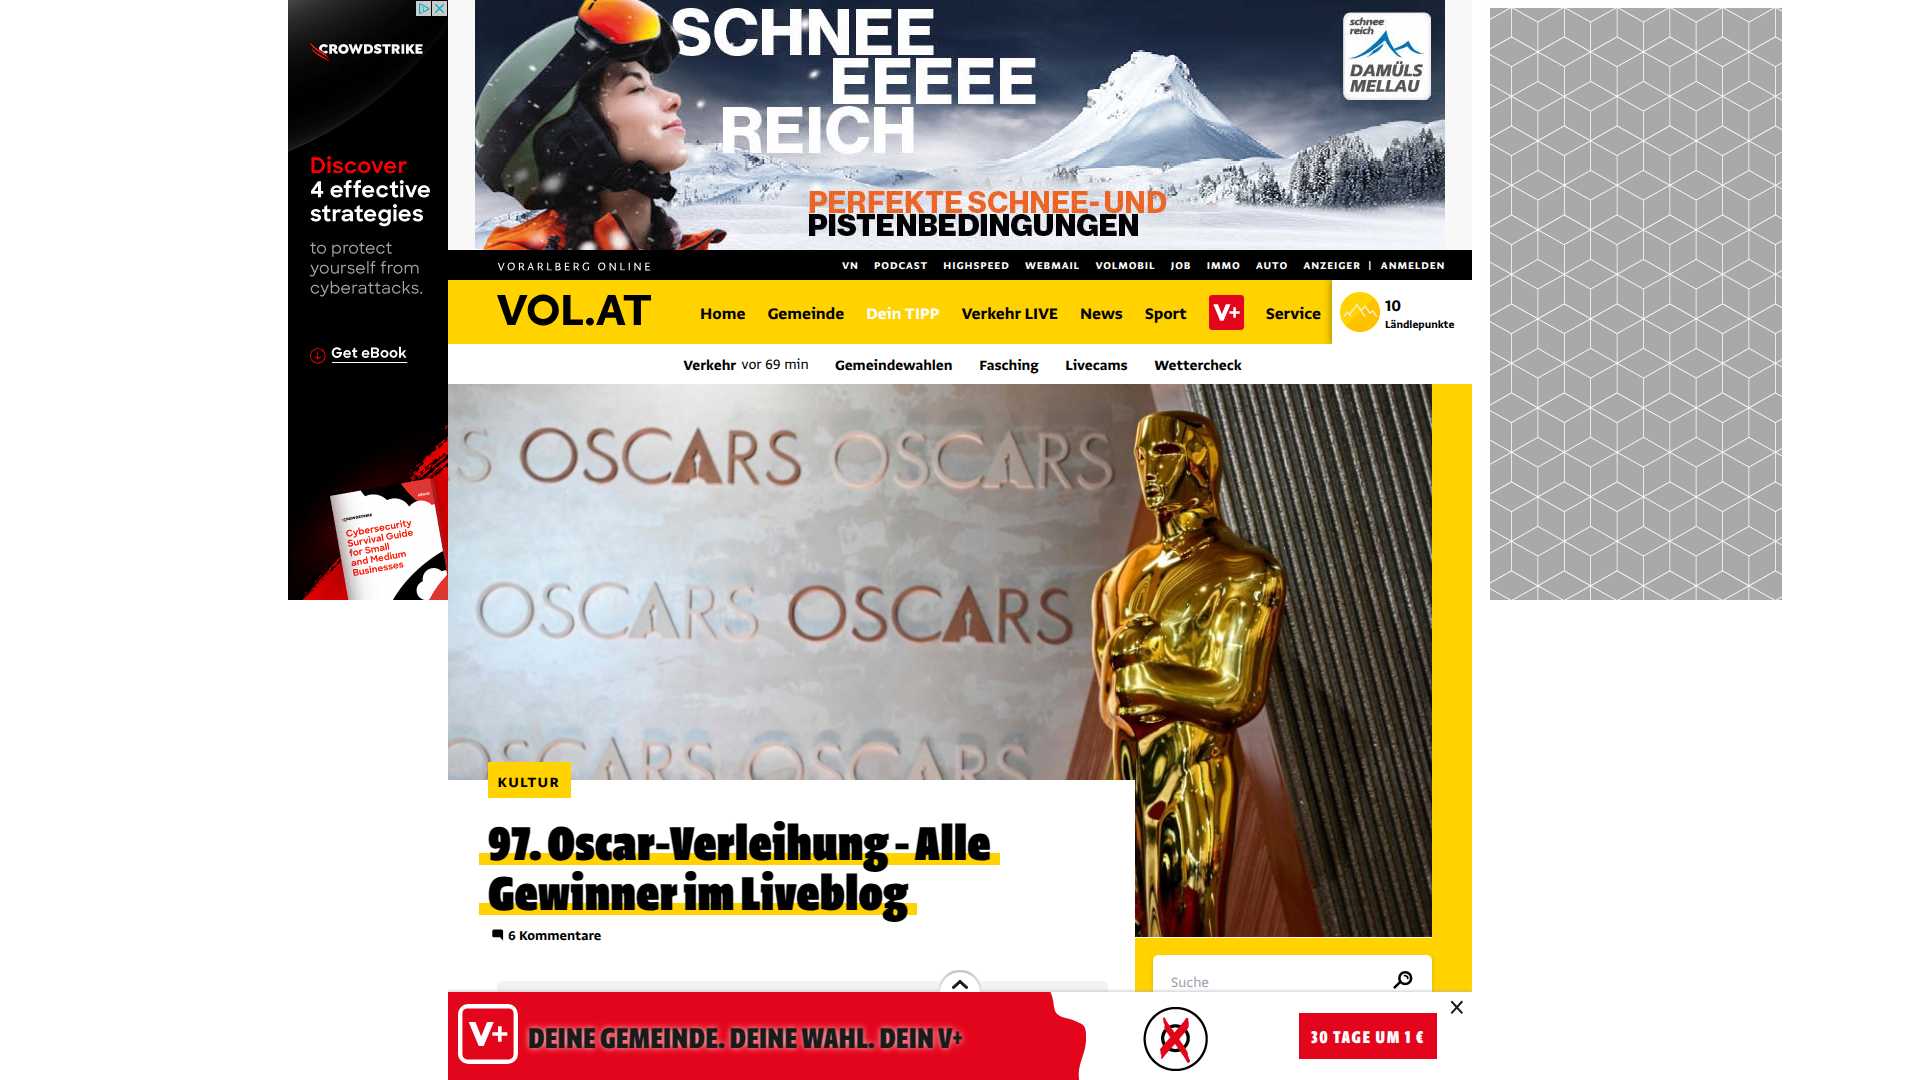 CROWDSTRIKE
Discover
4 effective
strategies
to protect
yourself from
cyberattacks.
Get eBook
CROWDSTRIKE
Cybersecurity
Survival Guide
for Small
and Medium
Businesses
SCHNEE
EEEEE
REICH
PERFEKTE SCHNEE- UND
PISTENBEDINGUNGEN
schnee
reich
DAMÜLS
MELLAU
VORARLBERG ONLINE
VN PODCAST HIGHSPEED WEBMAIL VOLMOBIL JOB IMMO AUTO ANZEIGER | ANMELDEN
VOL.AT
Home Gemeinde Dein TIPP Verkehr LIVE News Sport V+ Service
10
Ländlepunkte
Verkehr vor 69 min Gemeindewahlen Fasching Livecams Wettercheck
S OSCARS OSCARS
OSCARS OSCARS
OSCARS OSCARS
KULTUR
97. Oscar-Verleihung - Alle
Gewinner im Liveblog
6 Kommentare
Suche
V+ DEINE GEMEINDE. DEINE WAHL. DEIN V+
30 TAGE UM 1 €